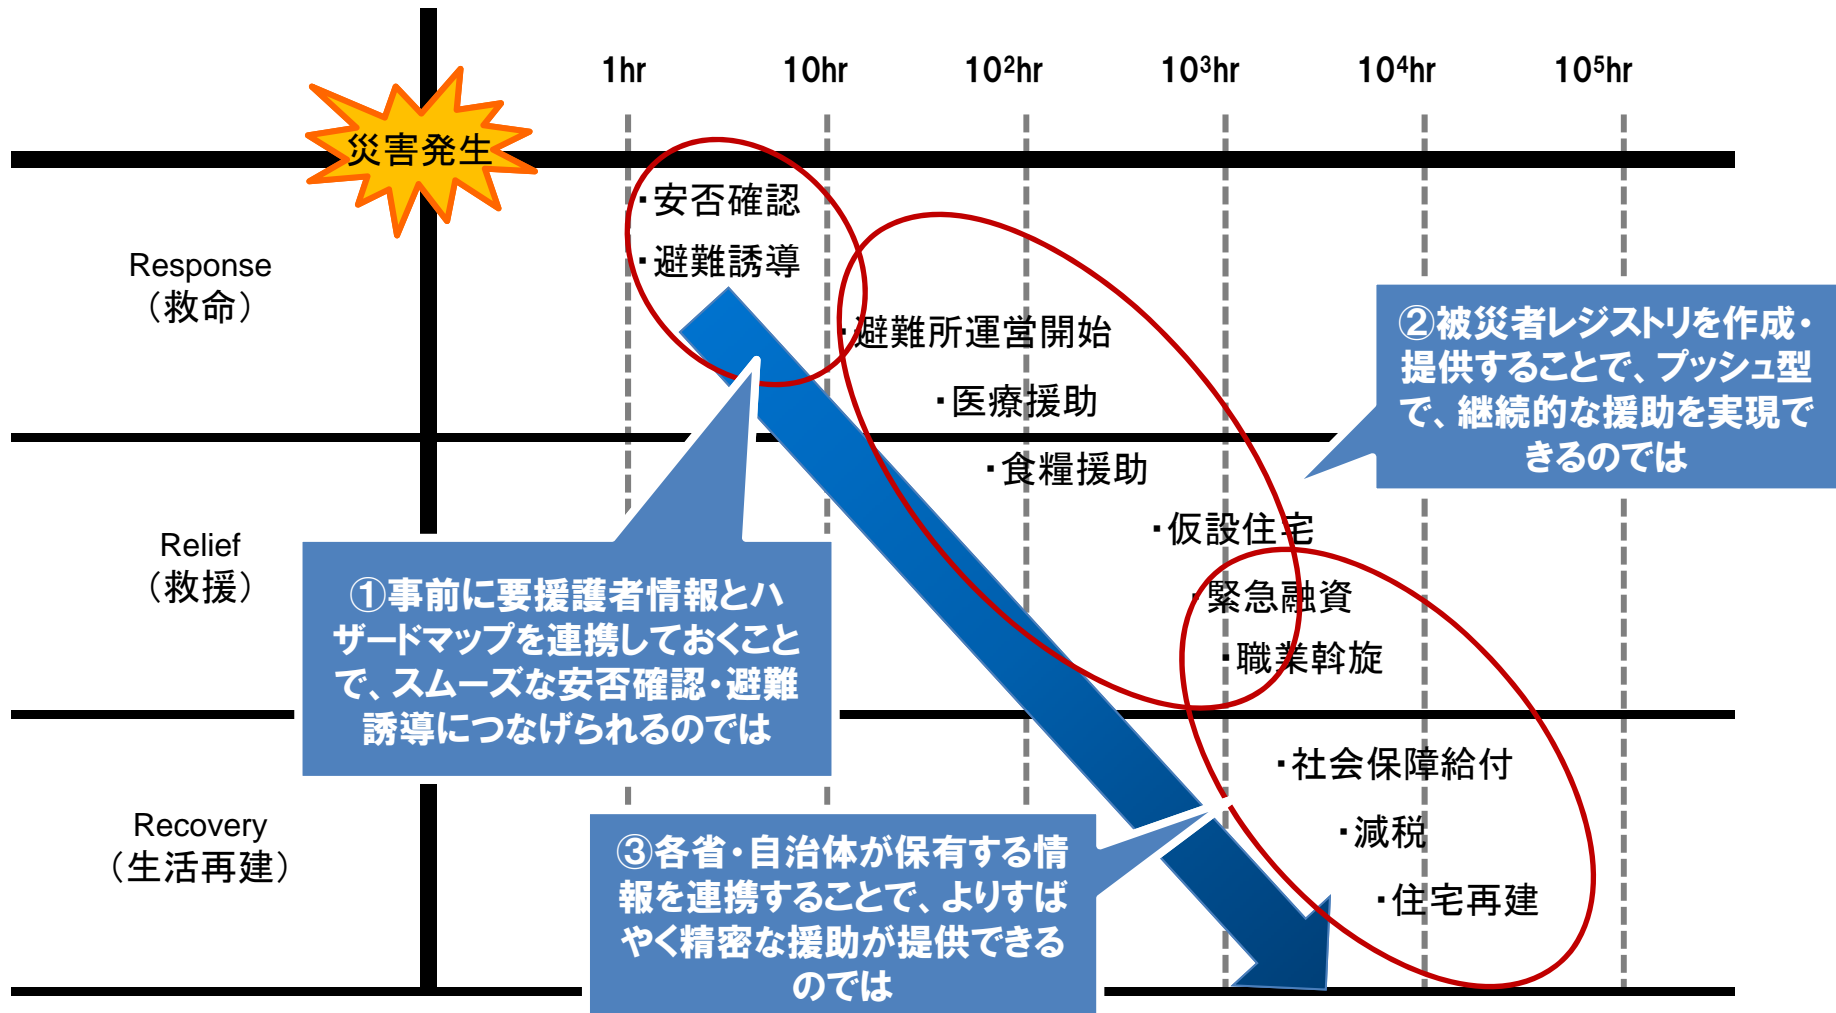 1hr 10hr 10²hr 10³hr 10⁴hr 10⁵hr
災害発生
Response
（救命）
・安否確認
・避難誘導
・避難所運営開始
・医療援助
②被災者レジストリを作成・
提供することで、プッシュ型
で、継続的な援助を実現で
きるのでは
Relief
（救援）
・食糧援助
・仮設住宅
・緊急融資
・職業斡旋
①事前に要援護者情報とハ
ザードマップを連携しておくこと
で、スムーズな安否確認・避難
誘導につなげられるのでは
Recovery
（生活再建）
・社会保障給付
・減税
・住宅再建
③各省・自治体が保有する情
報を連携することで、よりすば
やく精密な援助が提供できる
のでは